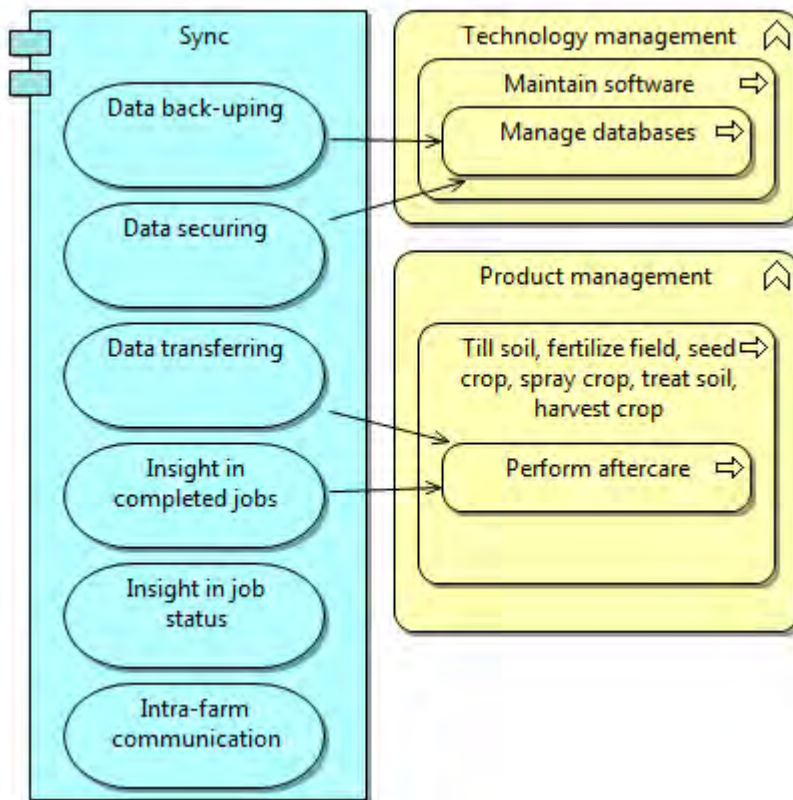 Sync
Data back-uping
Data securing
Data transferring
Insight in
completed jobs
Insight in job
status
Intra-farm
communication
Technology management
Maintain software
Manage databases
Product management
Till soil, fertilize field, seed
crop, spray crop, treat soil,
harvest crop
Perform aftercare